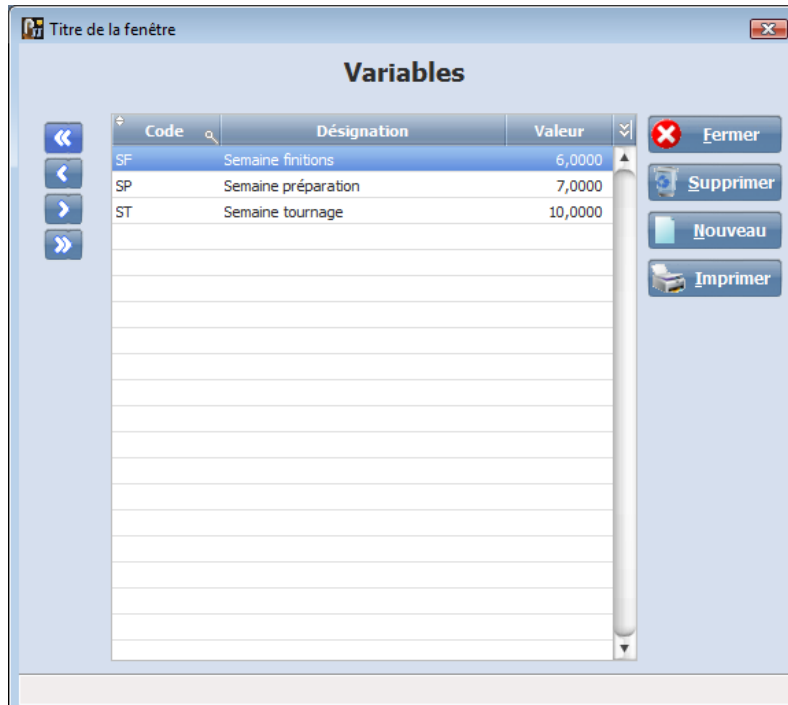 Titre de la fenêtre
Variables
Code Désignation Valeur
SF Semaine finitions 6,0000
SP Semaine préparation 7,0000
ST Semaine tournage 10,0000
Fermer
Supprimer
Nouveau
Imprimer